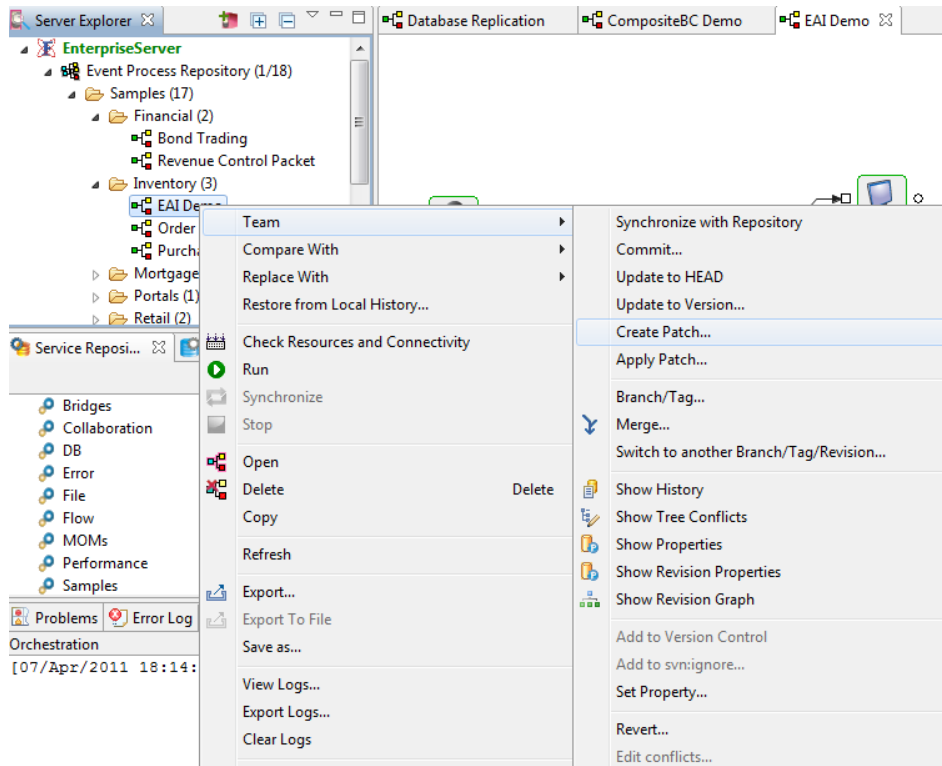 Server Explorer
Database Replication
CompositeBC Demo
EAI Demo
EnterpriseServer
Event Process Repository (1/18)
Samples (17)
Financial (2)
Bond Trading
Revenue Control Packet
Inventory (3)
EAI Demo
Order
Purch
Mortgage
Portals (1)
Retail (2)
Service Reposi...
Bridges
Collaboration
DB
Error
File
Flow
MOMs
Performance
Samples
Problems
Error Log
Orchestration
[07/Apr/2011 18:14:
Team
Compare With
Replace With
Restore from Local History...
Check Resources and Connectivity
Run
Synchronize
Stop
Open
Delete Delete
Copy
Refresh
Export...
Export To File
Save as...
View Logs...
Export Logs...
Clear Logs
Synchronize with Repository
Commit...
Update to HEAD
Update to Version...
Create Patch...
Apply Patch...
Branch/Tag...
Merge...
Switch to another Branch/Tag/Revision...
Show History
Show Tree Conflicts
Show Properties
Show Revision Properties
Show Revision Graph
Add to Version Control
Add to svn:ignore...
Set Property...
Revert...
Edit conflicts...